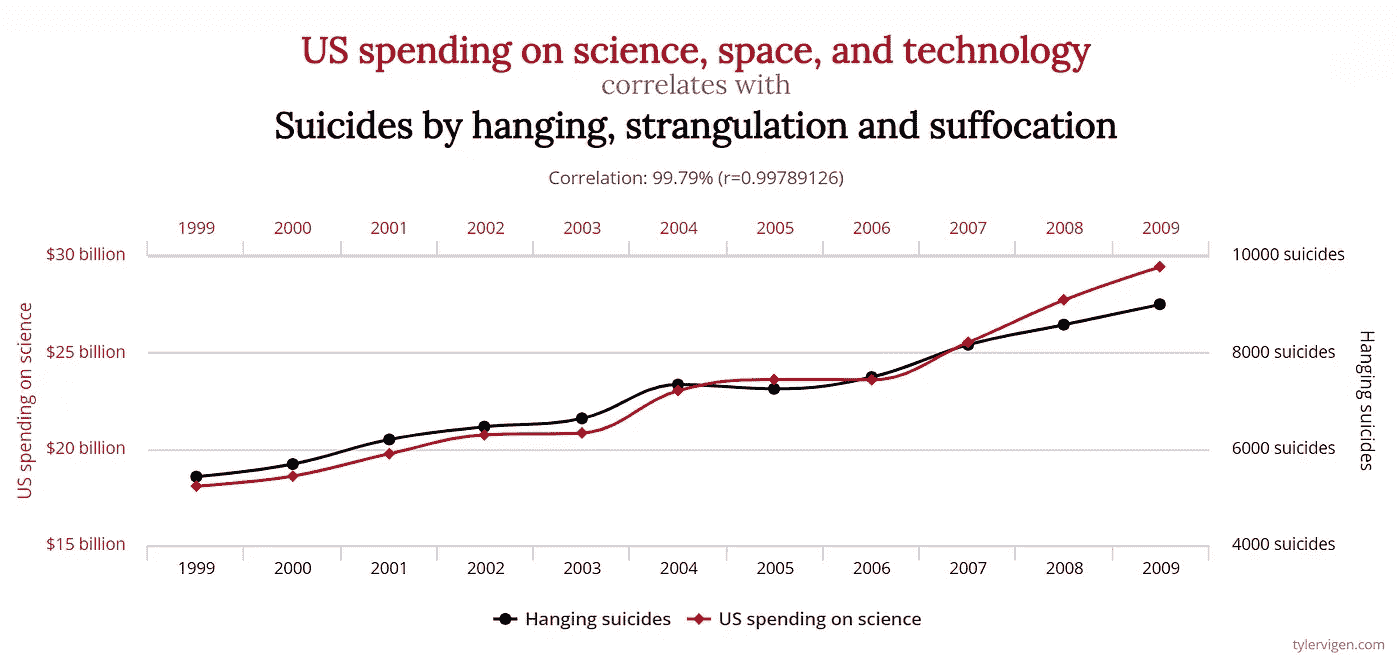 US spending on science, space, and technology
correlates with
Suicides by hanging, strangulation and suffocation
Correlation: 99.79% (r=0.99789126)
1999 2000 2001 2002 2003 2004 2005 2006 2007 2008 2009
$30 billion 10000 suicides
$25 billion 8000 suicides
$20 billion 6000 suicides
$15 billion 4000 suicides
US spending on science
Hanging suicides
1999 2000 2001 2002 2003 2004 2005 2006 2007 2008 2009
Hanging suicides US spending on science
tylervigen.com